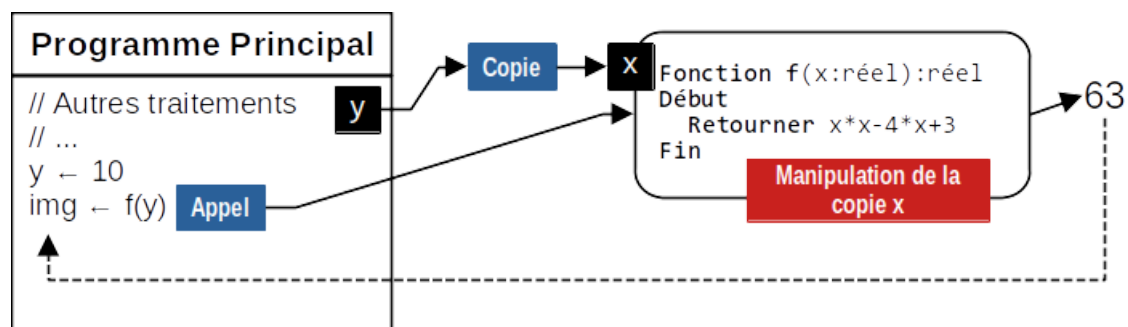 Programme Principal
// Autres traitements
// ...
y ← 10
img ← f(y)
Appel
y
Copie
x
Fonction f(x:réel):réel
Début
Retourner x*x-4*x+3
Fin
Manipulation de la
copie x
63